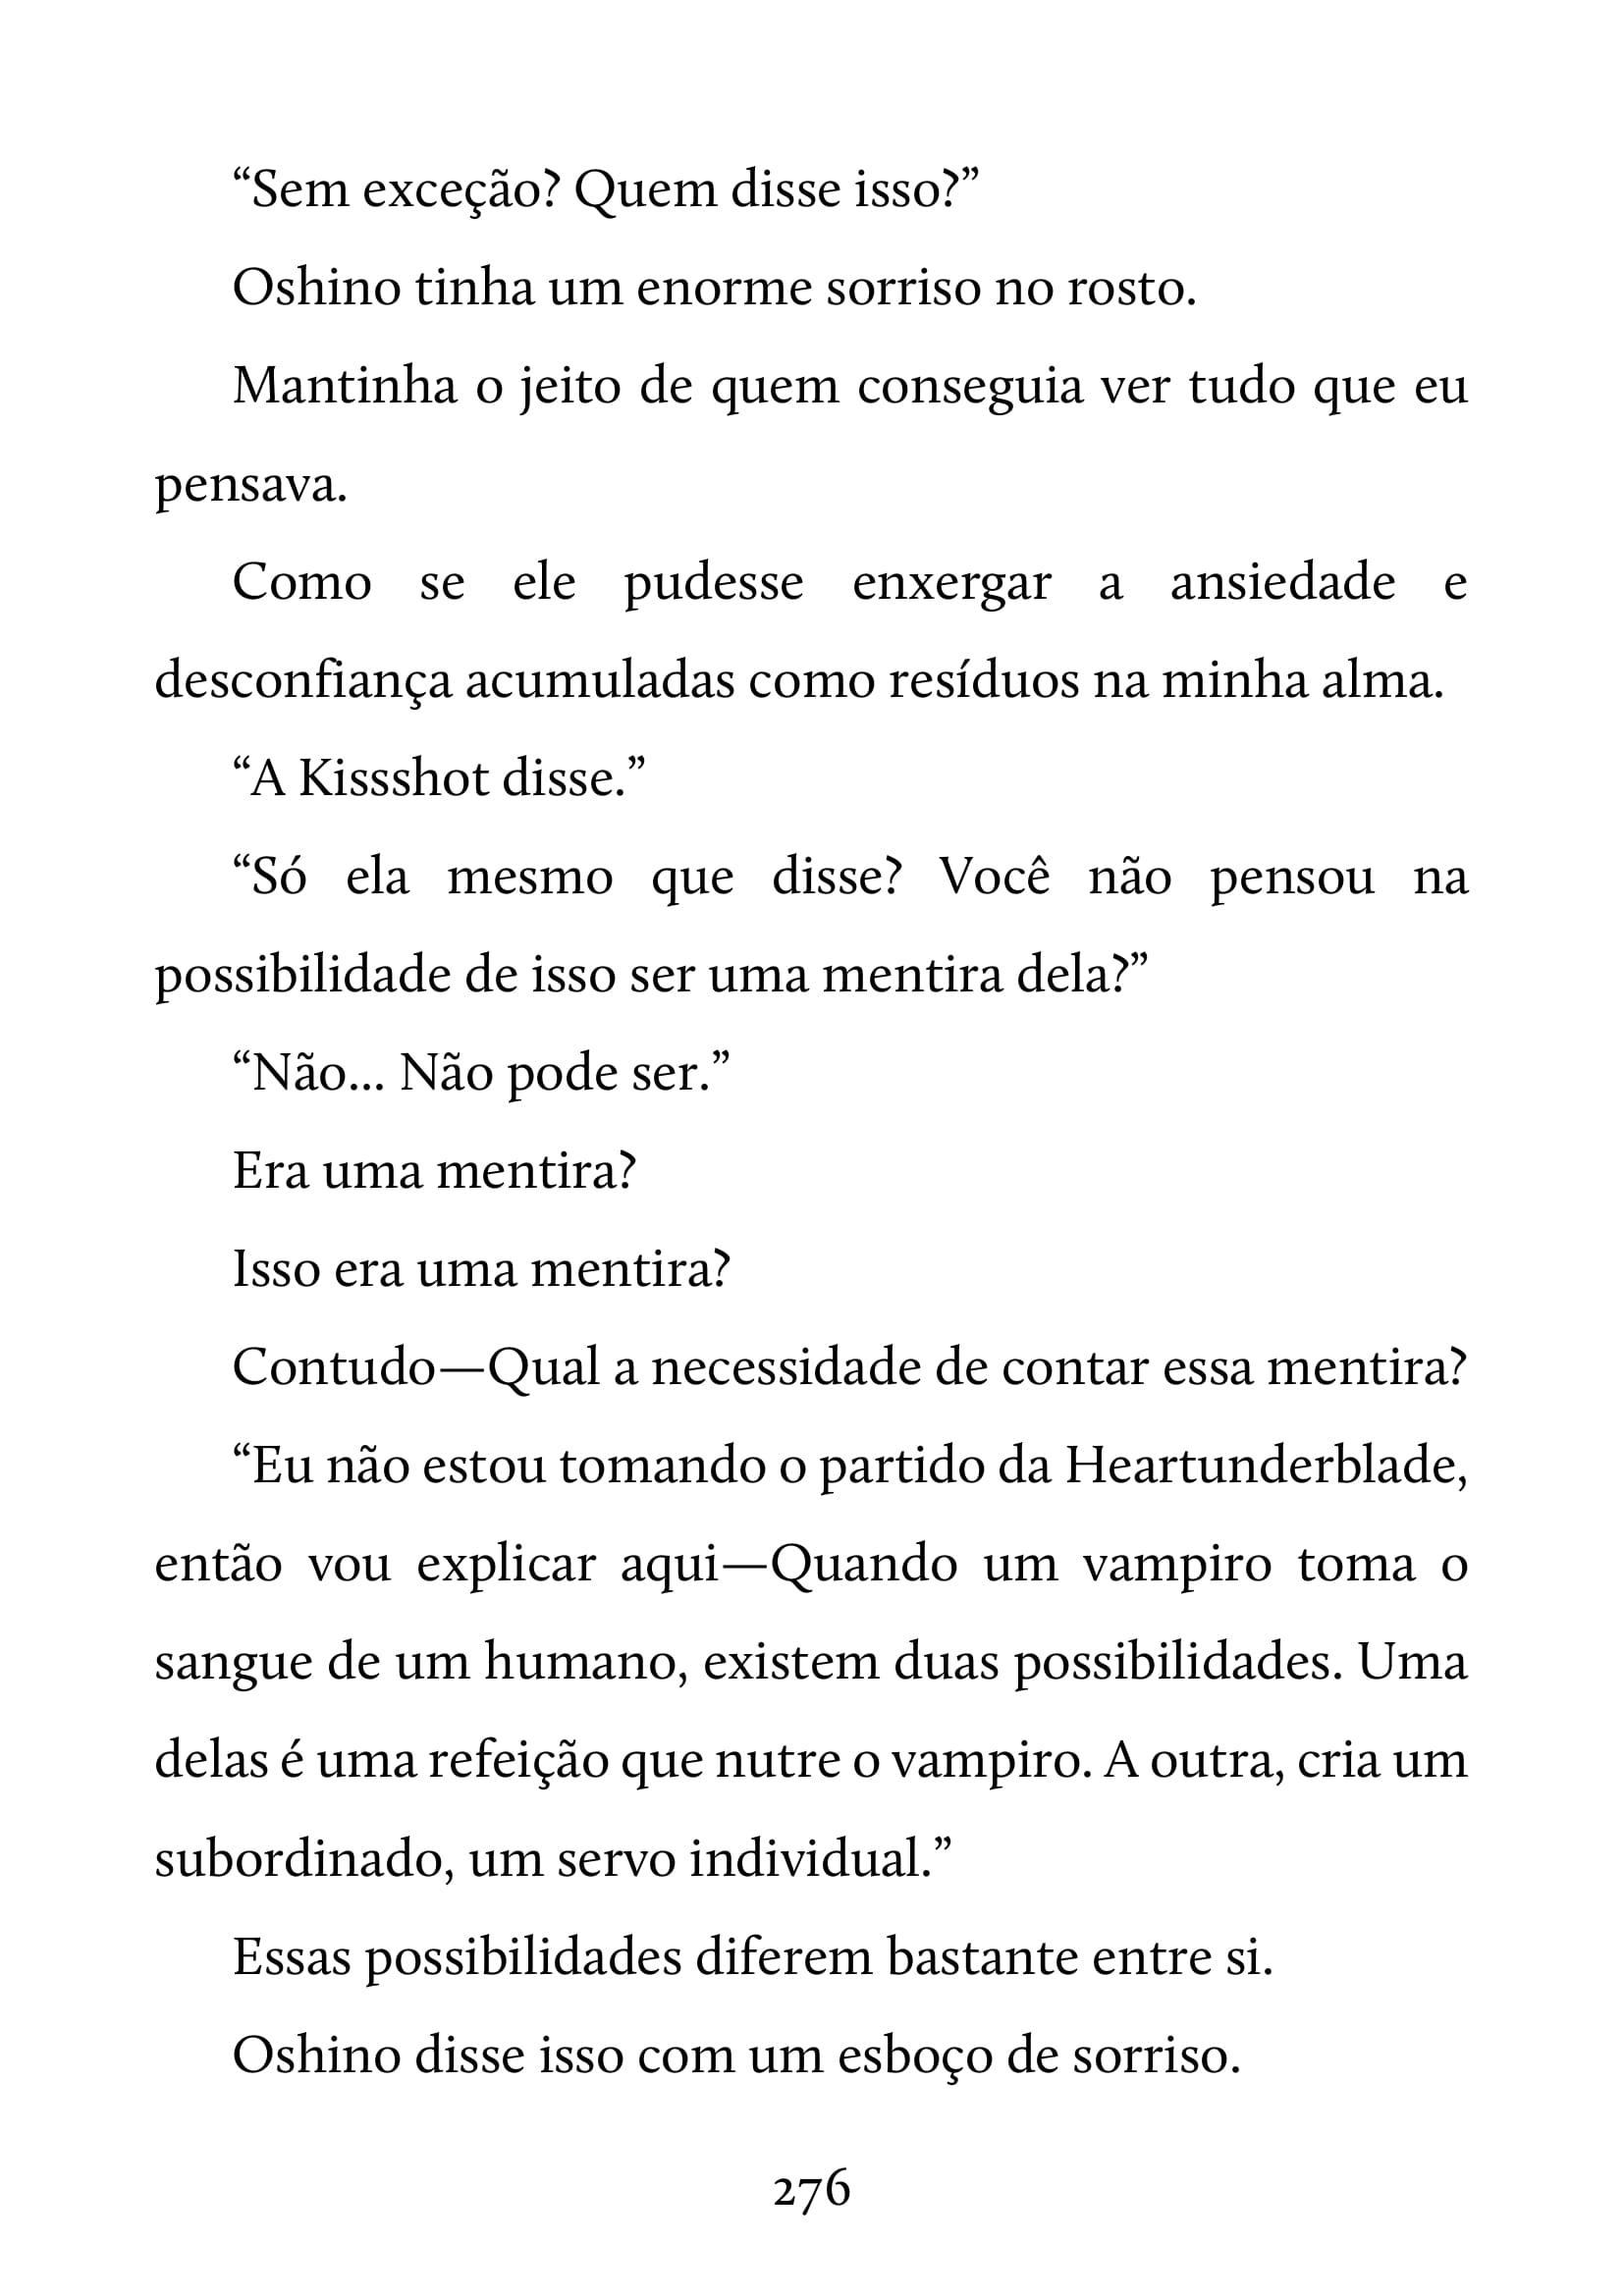 “Sem exceção? Quem disse isso?”
Oshino tinha um enorme sorriso no rosto.
Mantinha o jeito de quem conseguia ver tudo que eu
pensava.
Como se ele pudesse enxergar a ansiedade e
desconfiança acumuladas como resíduos na minha alma.
“A Kissshot disse.”
“Só ela mesmo que disse? Você não pensou na
possibilidade de isso ser uma mentira dela?”
“Não... Não pode ser.”
Era uma mentira?
Isso era uma mentira?
Contudo—Qual a necessidade de contar essa mentira?
“Eu não estou tomando o partido da Heartunderblade,
então vou explicar aqui—Quando um vampiro toma o
sangue de um humano, existem duas possibilidades. Uma
delas é uma refeição que nutre o vampiro. A outra, cria um
subordinado, um servo individual.”
Essas possibilidades diferem bastante entre si.
Oshino disse isso com um esboço de sorriso.
276